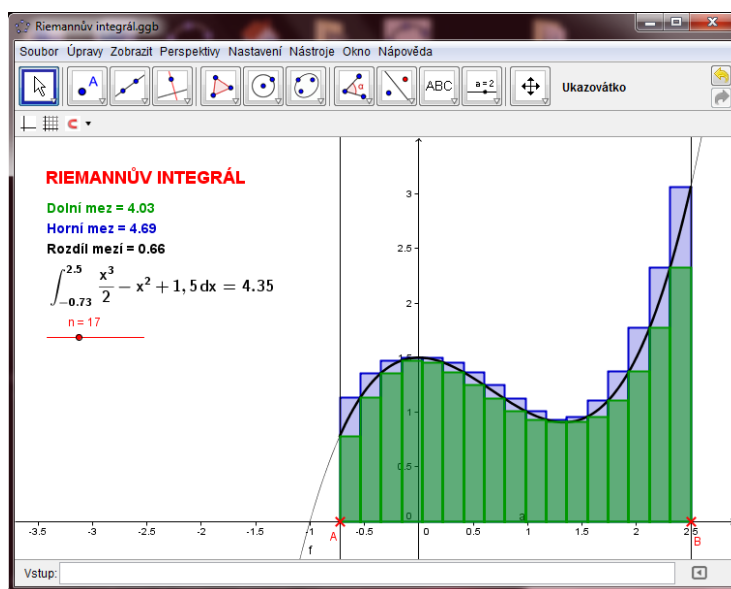 Riemannův integrál.ggb
Soubor Úpravy Zobrazit Perspektivy Nastavení Nástroje Okno Nápověda
A α ABC a = 2 Ukazovátko
RIEMANNŮV INTEGRÁL
Dolní mez = 4.03
Horní mez = 4.69
Rozdíl mezí = 0.66
∫_{-0.73}^{2.5} x³/2 − x² + 1,5 dx = 4.35
n = 17
3
2.5
2
1.5
1
0.5
0
-3.5 -3 -2.5 -2 -1.5 -1 -0.5 0 0.5 1 1.5 2 2.5
a
A B
f
Vstup: